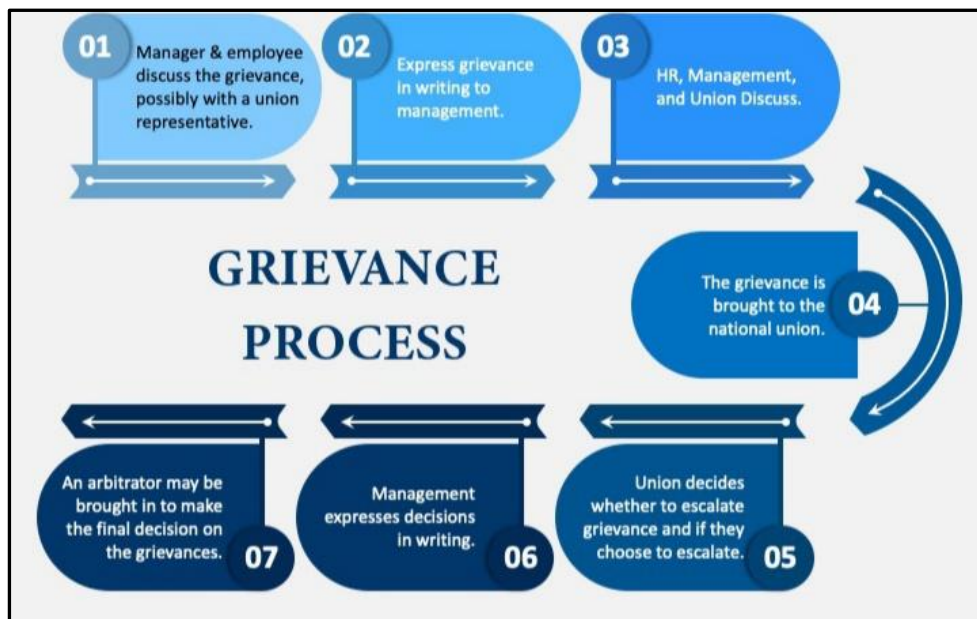 01
Manager & employee
discuss the grievance,
possibly with a union
representative.
02
Express grievance
in writing to
management.
03
HR, Management,
and Union Discuss.
GRIEVANCE
PROCESS
The grievance is
brought to the
national union.
04
Union decides
whether to escalate
grievance and if they
choose to escalate.
05
Management
expresses decisions
in writing.
06
An arbitrator may be
brought in to make
the final decision on
the grievances.
07